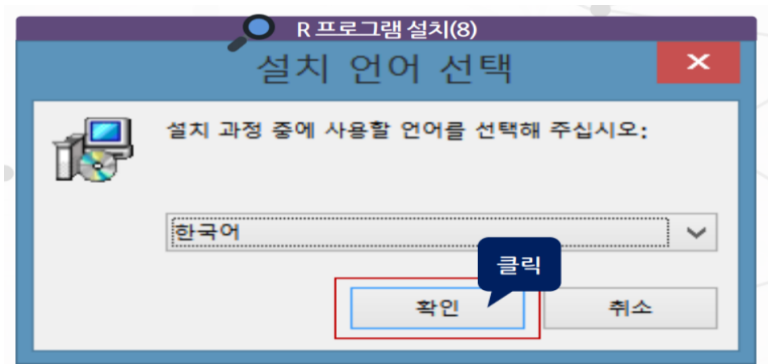 R 프로그램 설치(8)
설치 언어 선택
설치 과정 중에 사용할 언어를 선택해 주십시오:
한국어
클릭
확인
취소